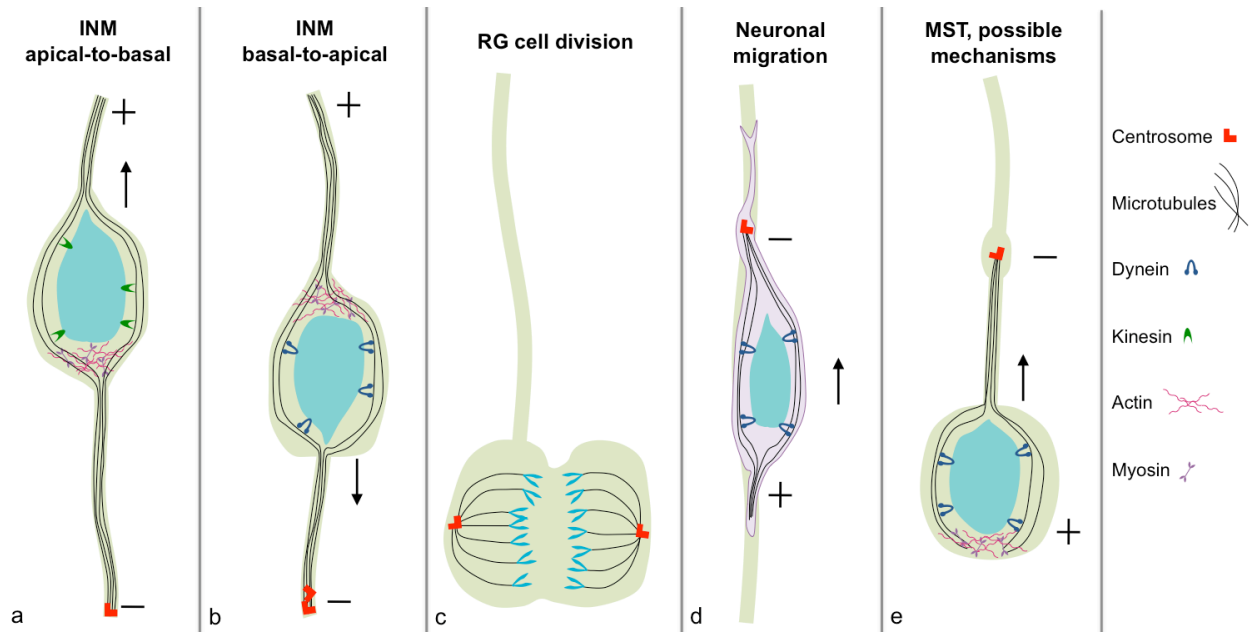 INM
apical-to-basal
+
−
a
INM
basal-to-apical
+
−
b
RG cell division
c
Neuronal
migration
−
+
d
MST, possible
mechanisms
−
+
e
Centrosome
Microtubules
Dynein
Kinesin
Actin
Myosin